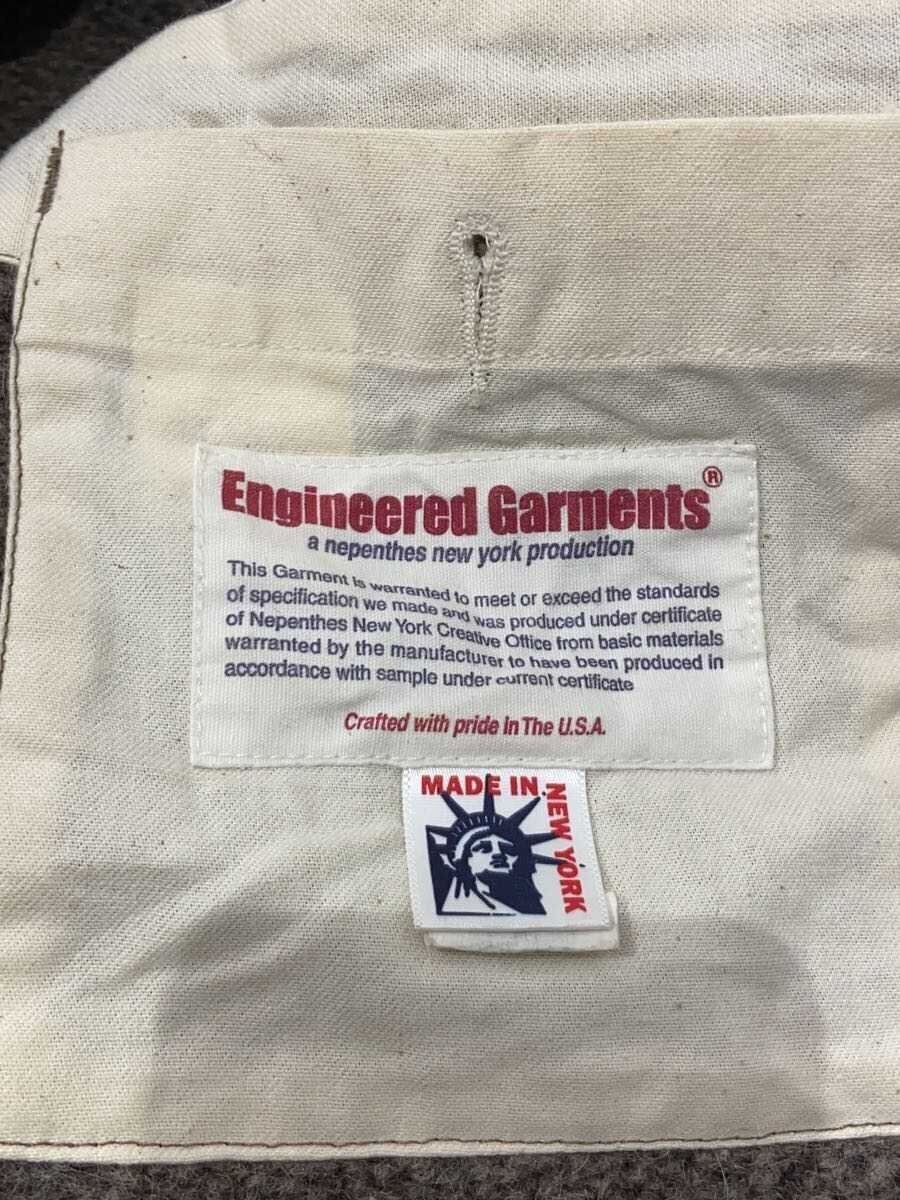 Engineered Garments®
a nepenthes new york production
This Garment is warranted to meet or exceed the standards
of specification we made and was produced under certificate
of Nepenthes New York Creative Office from basic materials
warranted by the manufacturer to have been produced in
accordance with sample under current certificate
Crafted with pride In The U.S.A.
MADE IN
NEW YORK